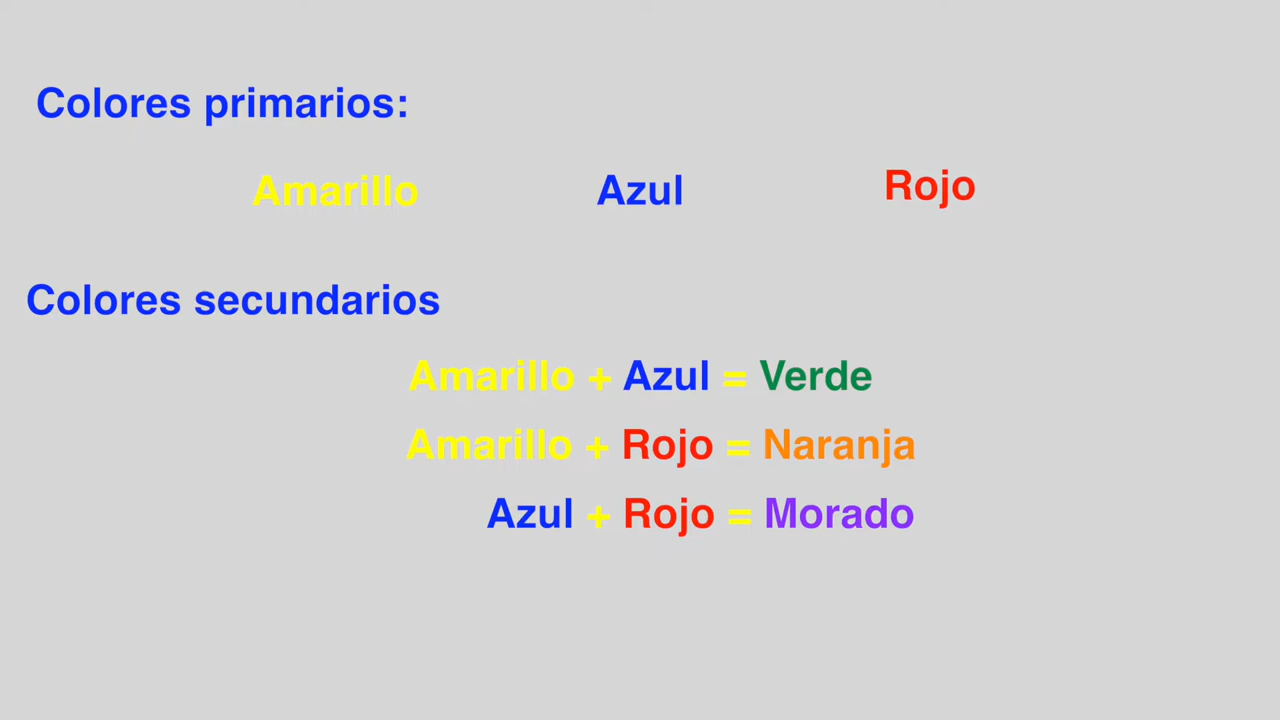 Colores primarios:
Amarillo Azul Rojo
Colores secundarios
Amarillo + Azul = Verde
Amarillo + Rojo = Naranja
Azul + Rojo = Morado